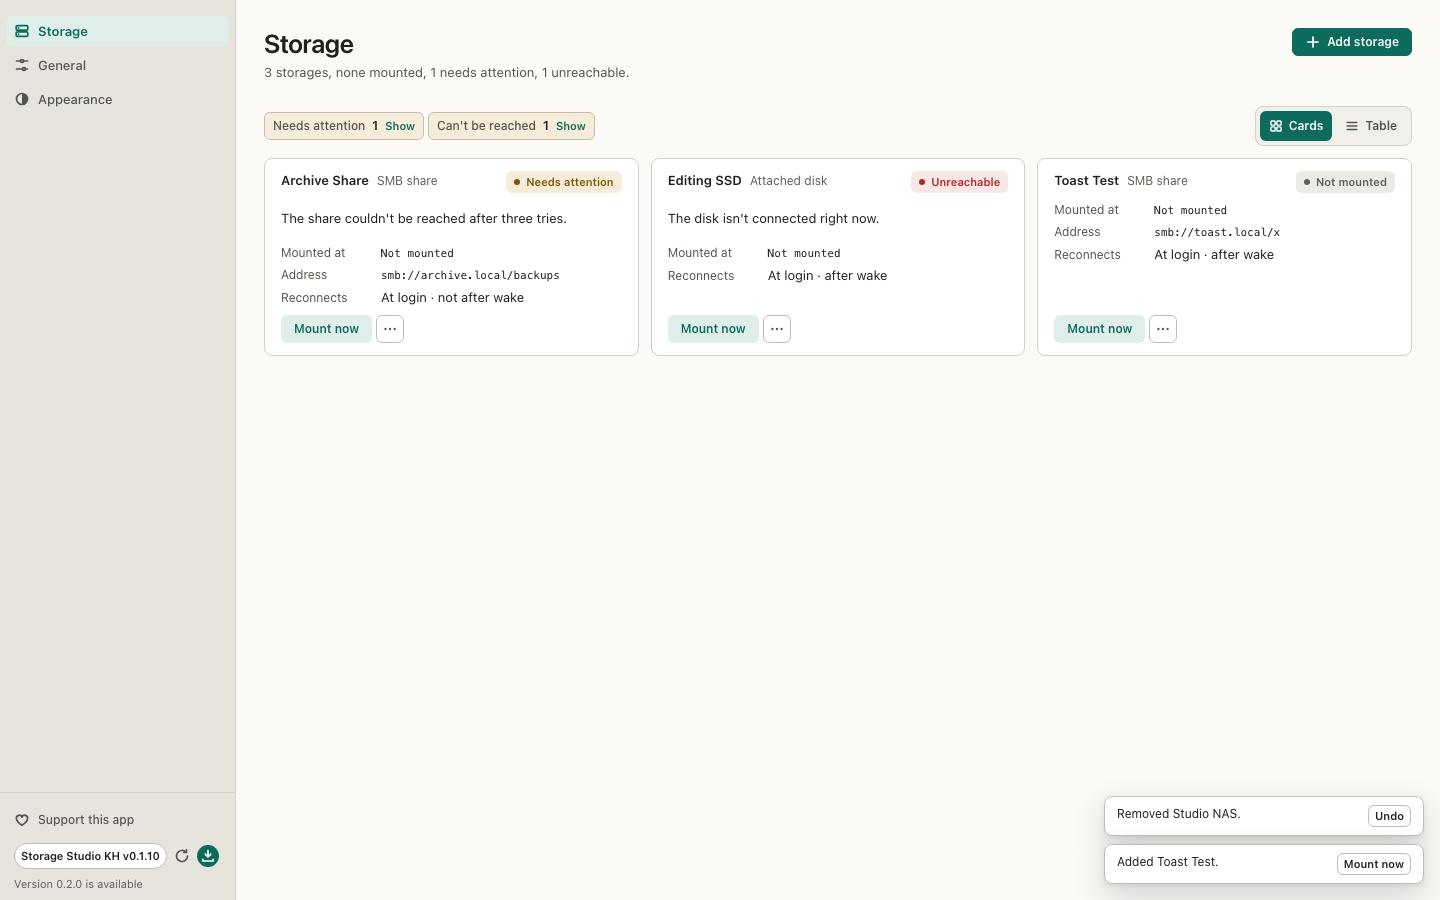 Storage
General
Appearance
Storage
3 storages, none mounted, 1 needs attention, 1 unreachable.
Add storage
Needs attention 1 Show
Can't be reached 1 Show
Cards
Table
Archive Share SMB share
Needs attention
The share couldn't be reached after three tries.
Mounted at Not mounted
Address smb://archive.local/backups
Reconnects At login · not after wake
Mount now
Editing SSD Attached disk
Unreachable
The disk isn't connected right now.
Mounted at Not mounted
Reconnects At login · after wake
Mount now
Toast Test SMB share
Not mounted
Mounted at Not mounted
Address smb://toast.local/x
Reconnects At login · after wake
Mount now
Support this app
Storage Studio KH v0.1.10
Version 0.2.0 is available
Removed Studio NAS.
Undo
Added Toast Test.
Mount now